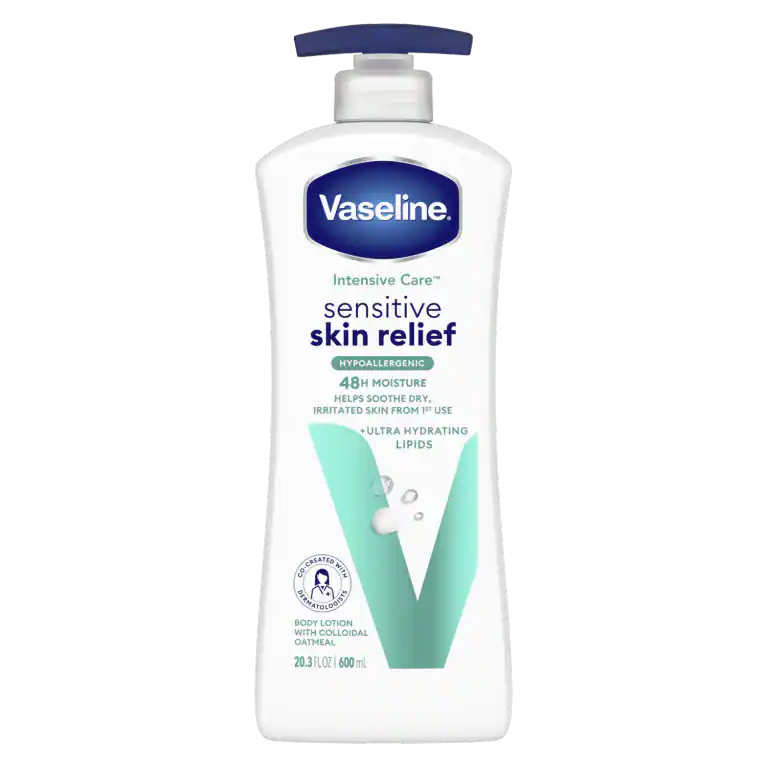 Vaseline.
Intensive Care™
sensitive
skin relief
HYPOALLERGENIC
48H MOISTURE
HELPS SOOTHE DRY,
IRRITATED SKIN FROM 1ST USE
+ULTRA HYDRATING
LIPIDS
CO-CREATED WITH
DERMATOLOGISTS
BODY LOTION
WITH COLLOIDAL
OATMEAL
20.3 FL OZ | 600 mL